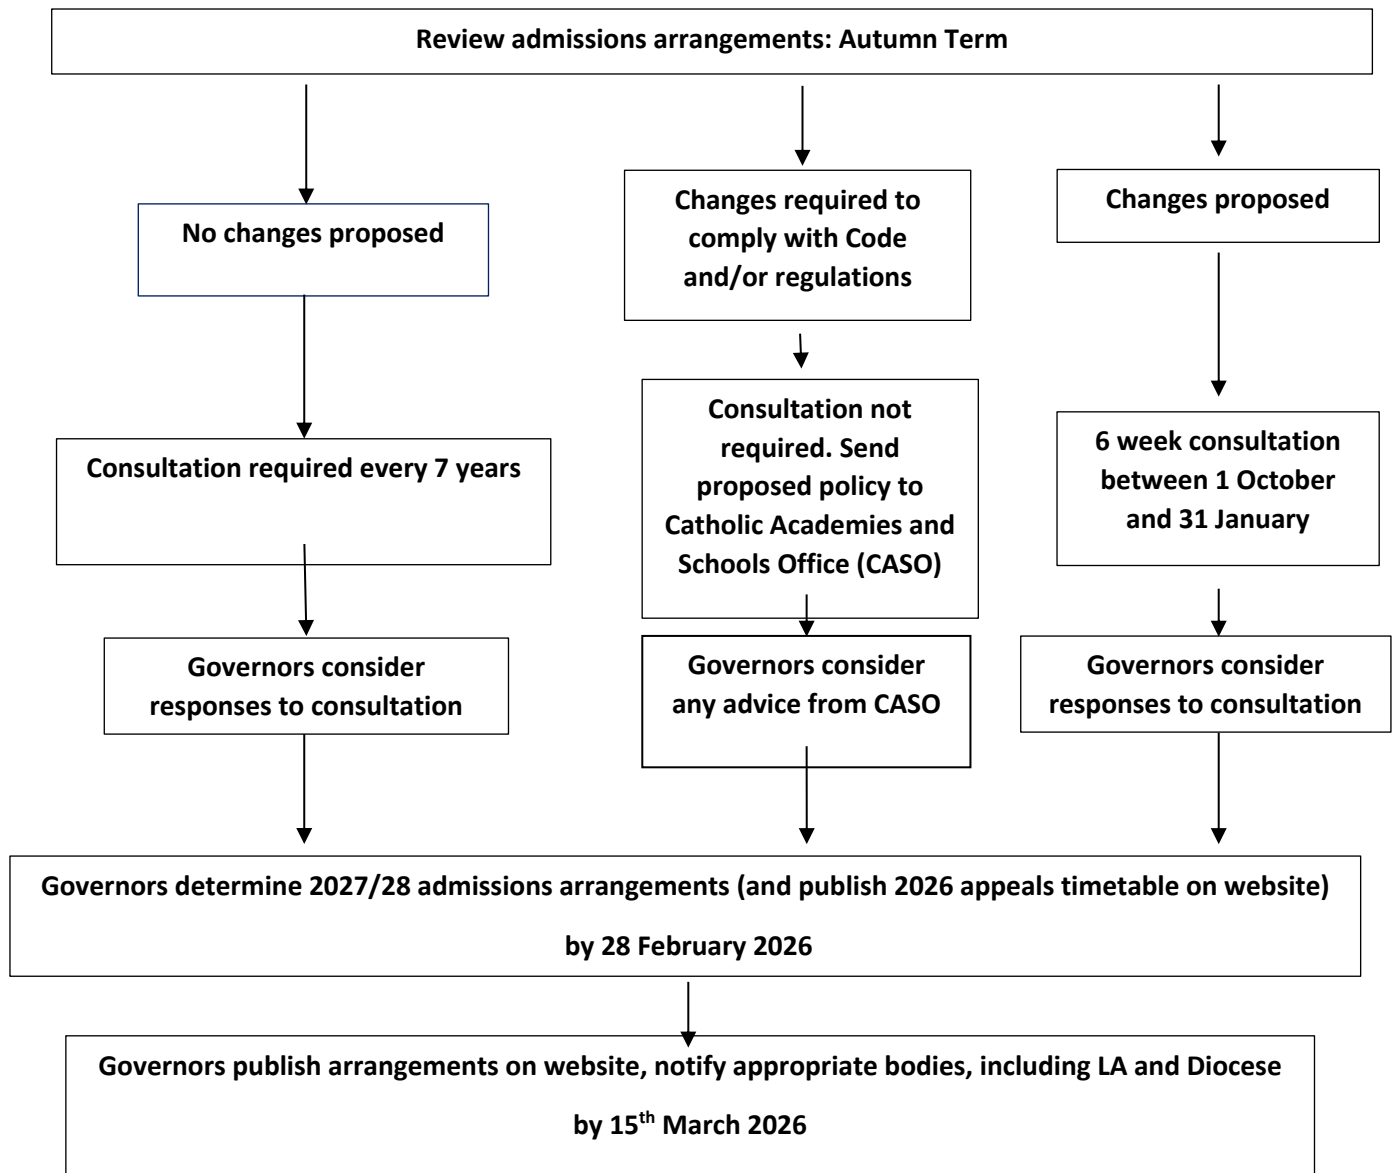 Review admissions arrangements: Autumn Term
No changes proposed
Changes required to
comply with Code
and/or regulations
Changes proposed
Consultation required every 7 years
Consultation not
required. Send
proposed policy to
Catholic Academies and
Schools Office (CASO)
6 week consultation
between 1 October
and 31 January
Governors consider
responses to consultation
Governors consider
any advice from CASO
Governors consider
responses to consultation
Governors determine 2027/28 admissions arrangements (and publish 2026 appeals timetable on website)
by 28 February 2026
Governors publish arrangements on website, notify appropriate bodies, including LA and Diocese
by 15th March 2026